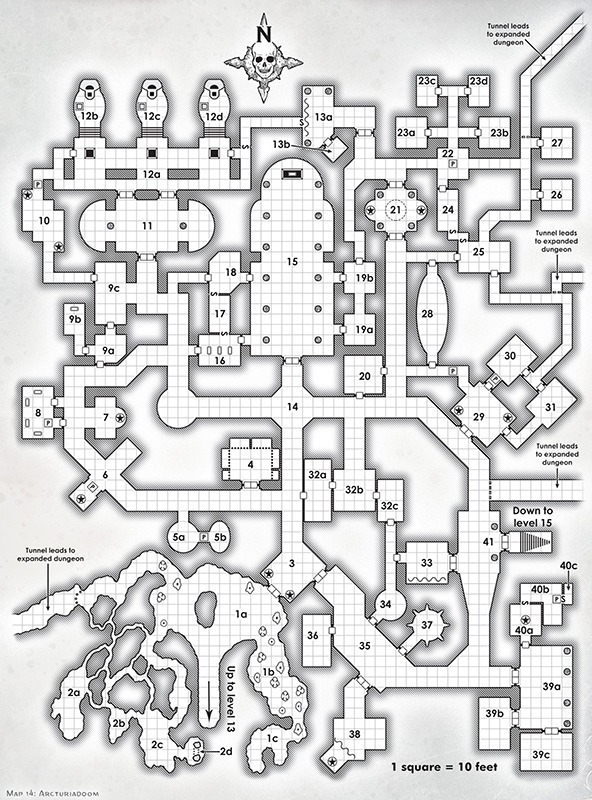 N
Tunnel leads
to expanded
dungeon
23c
23d
12b
12c
12d
13a
23a
23b
13b
22
P
27
S
S
12a
P
26
10
21
24
11
S
S
15
25
Tunnel leads
to expanded
dungeon
18
19b
9c
S
17
28
9b
S
19a
30
9a
16
P
P
20
31
8
P
7
14
29
4
Tunnel leads
to expanded
dungeon
6
P
32a
32b
32c
Down to
level 15
5a
P
5b
41
Tunnel leads to
expanded dungeon
3
33
40c
40b
P
S
1a
34
37
40a
36
35
1b
Up to level 13
2a
39a
2b
39b
2c
2d
1c
38
39c
1 square = 10 feet
Map 14: Arcturiadoom